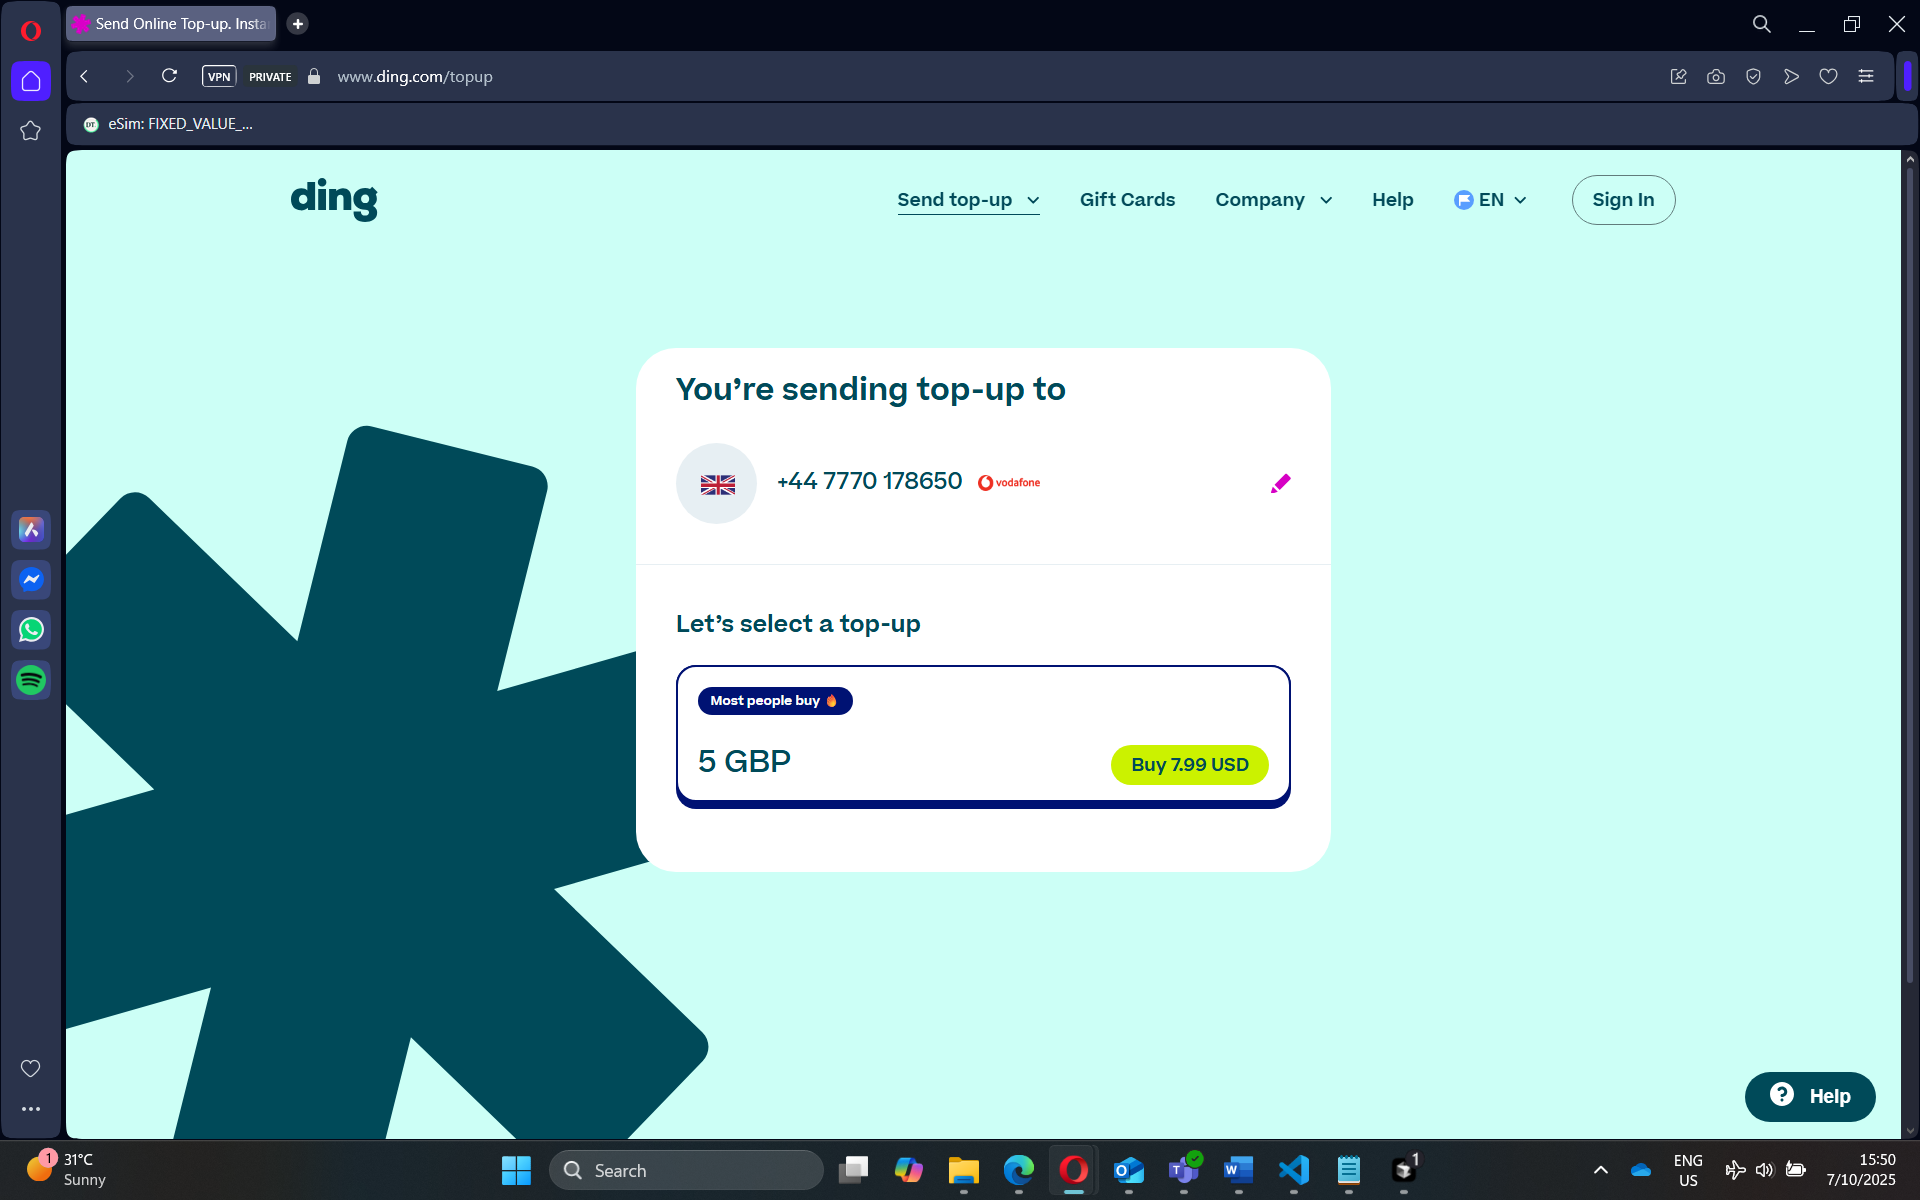 Send Online Top-up. Insta
VPN PRIVATE www.ding.com/topup
DT eSim: FIXED_VALUE_...
ding
Send top-up Gift Cards Company Help EN Sign In
You’re sending top-up to
+44 7770 178650 vodafone
Let’s select a top-up
Most people buy 🔥
5 GBP
Buy 7.99 USD
Help
1 31°C
Sunny
Search
1
ENG
US
15:50
7/10/2025